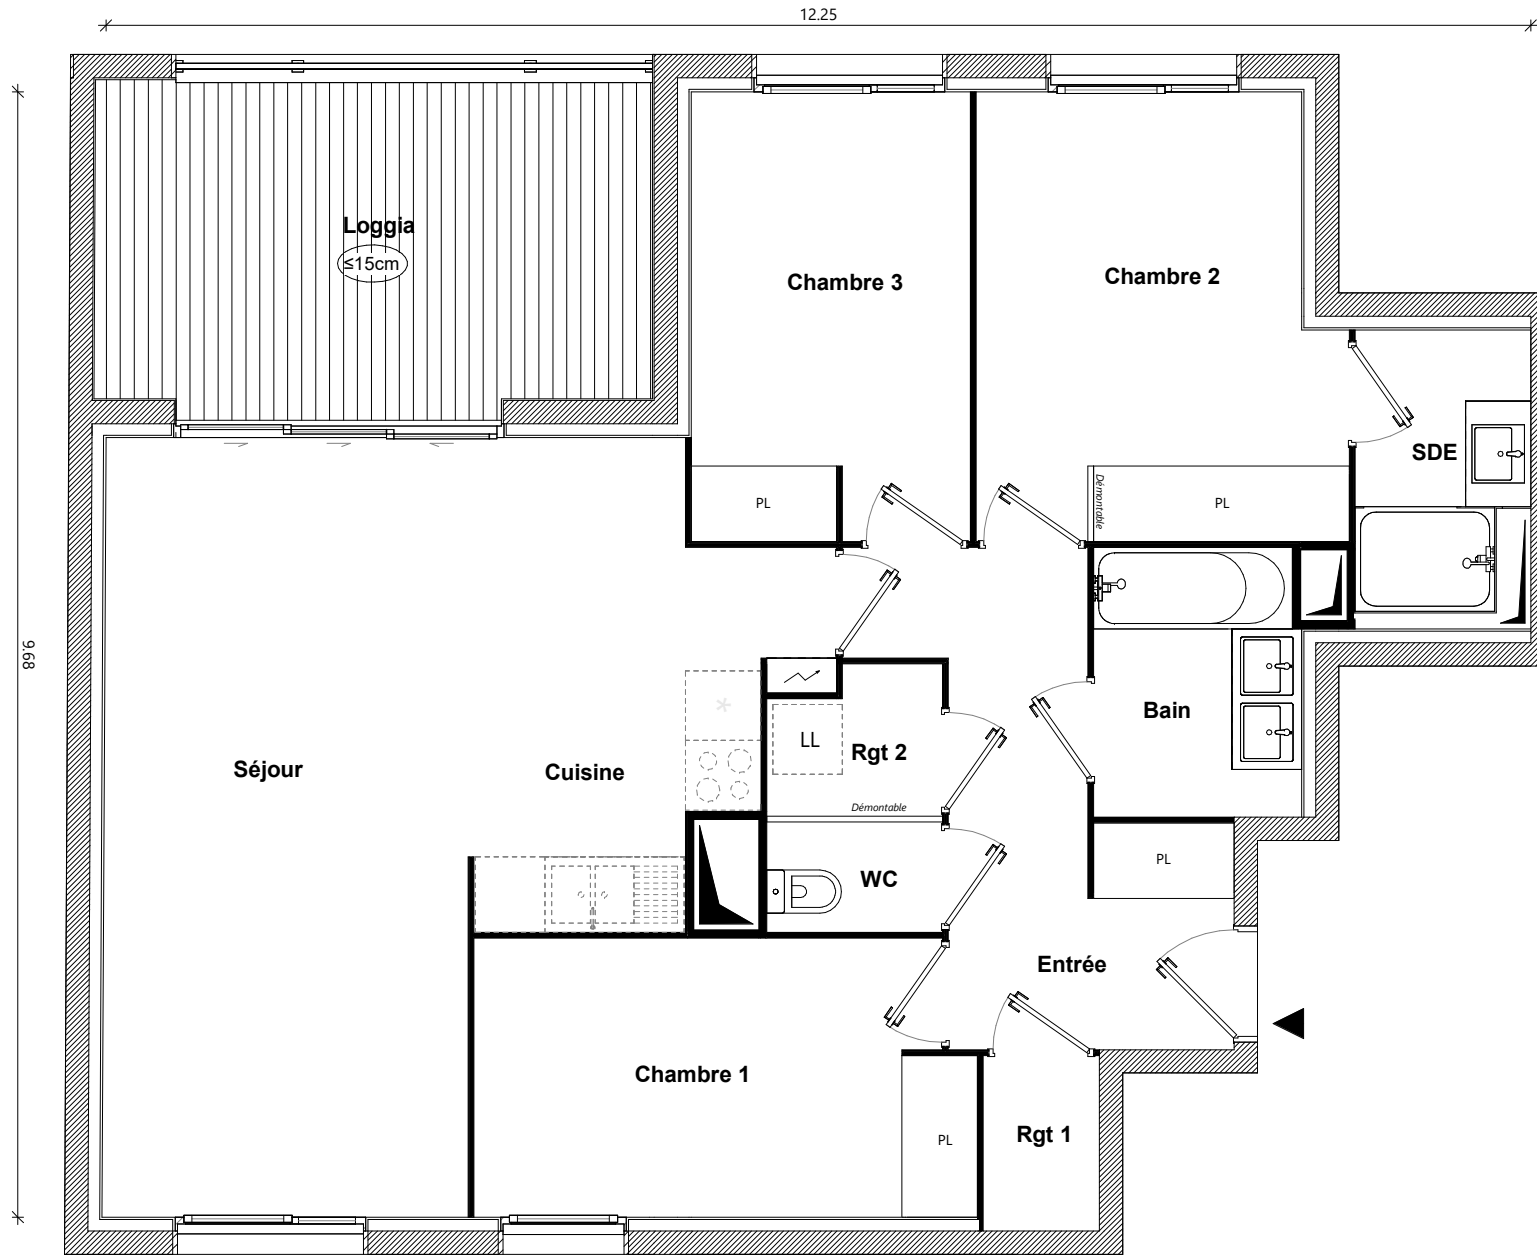 12.25
Loggia
≤15cm
Chambre 3
Chambre 2
SDE
PL
Démontable
PL
9.68
Bain
LL
Rgt 2
Séjour
Cuisine
Démontable
PL
WC
Entrée
Chambre 1
Rgt 1
PL